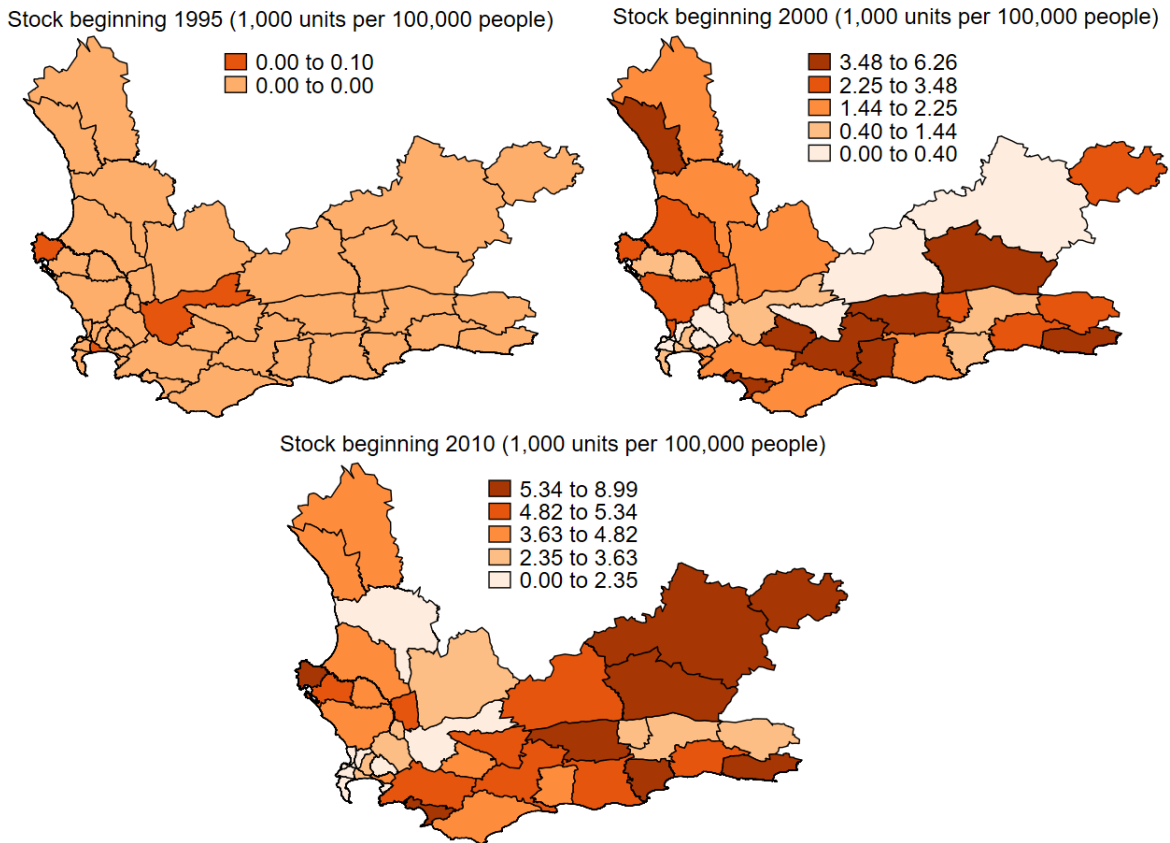 Stock beginning 1995 (1,000 units per 100,000 people)
0.00 to 0.10
0.00 to 0.00
Stock beginning 2000 (1,000 units per 100,000 people)
3.48 to 6.26
2.25 to 3.48
1.44 to 2.25
0.40 to 1.44
0.00 to 0.40
Stock beginning 2010 (1,000 units per 100,000 people)
5.34 to 8.99
4.82 to 5.34
3.63 to 4.82
2.35 to 3.63
0.00 to 2.35